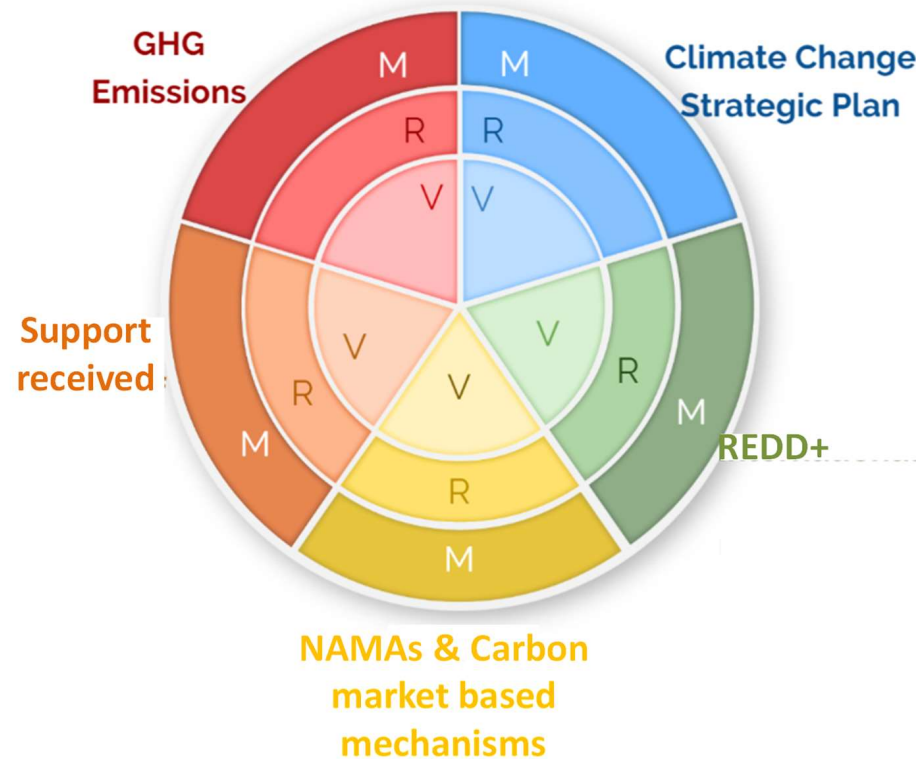 GHG
Emissions
Climate Change
Strategic Plan
M
M
R
R
V
V
Support
received
V
V
V
R
R
R
M
M
M
REDD+
NAMAs & Carbon
market based
mechanisms